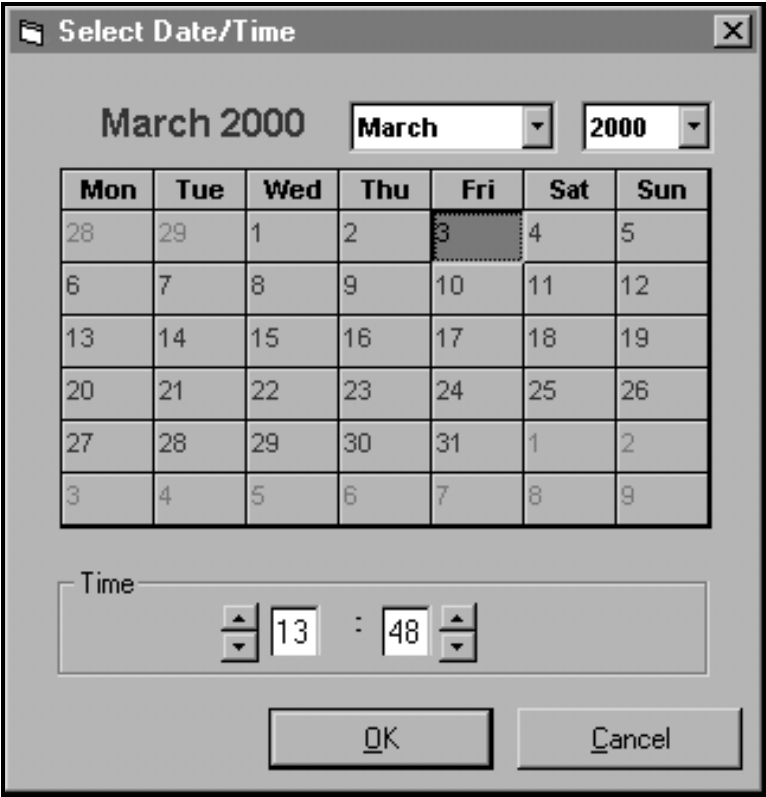 Select Date/Time
March 2000 March 2000
Mon Tue Wed Thu Fri Sat Sun
28 29 1 2 3 4 5
6 7 8 9 10 11 12
13 14 15 16 17 18 19
20 21 22 23 24 25 26
27 28 29 30 31 1 2
3 4 5 6 7 8 9
Time
13 : 48
OK Cancel